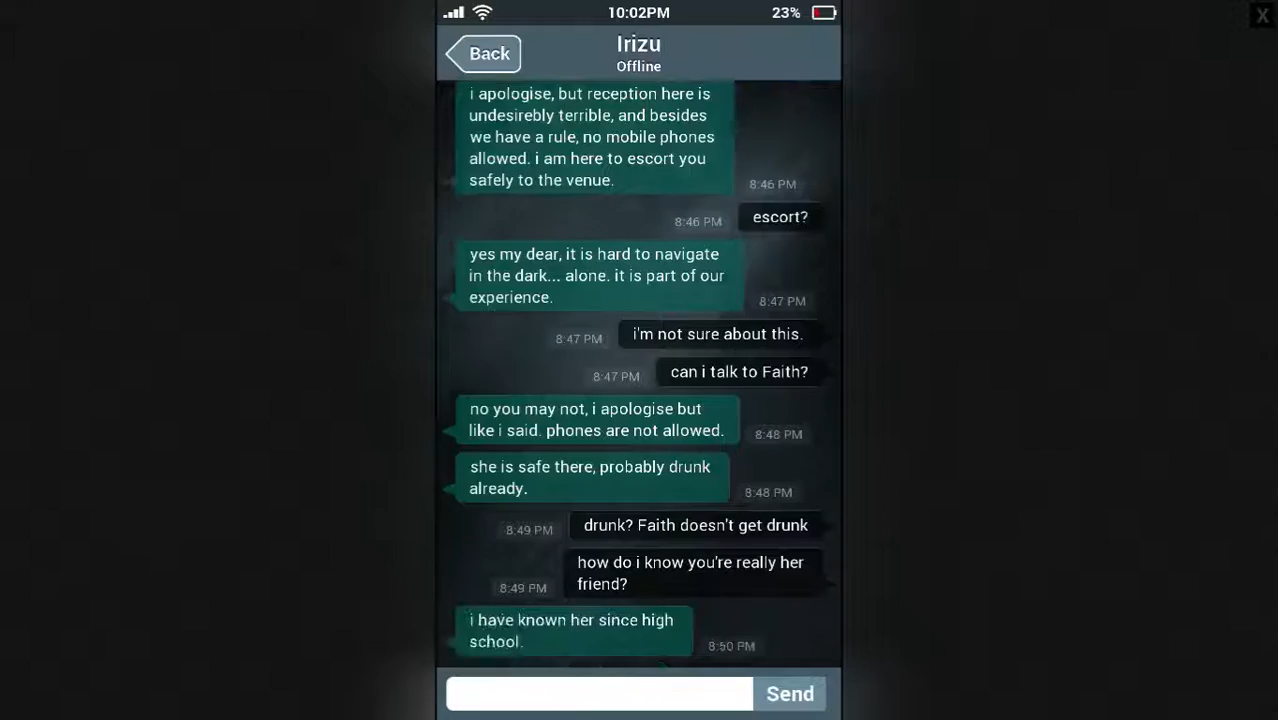 10:02PM
23%
X
Back
Irizu
Offline
i apologise, but reception here is
undesirebly terrible, and besides
we have a rule, no mobile phones
allowed. i am here to escort you
safely to the venue.
8:46 PM
8:46 PM
escort?
yes my dear, it is hard to navigate
in the dark... alone. it is part of our
experience.
8:47 PM
8:47 PM
i'm not sure about this.
8:47 PM
can i talk to Faith?
no you may not, i apologise but
like i said. phones are not allowed.
8:48 PM
she is safe there, probably drunk
already.
8:48 PM
8:49 PM
drunk? Faith doesn't get drunk
how do i know you're really her
friend?
8:49 PM
i have known her since high
school.
8:50 PM
Send